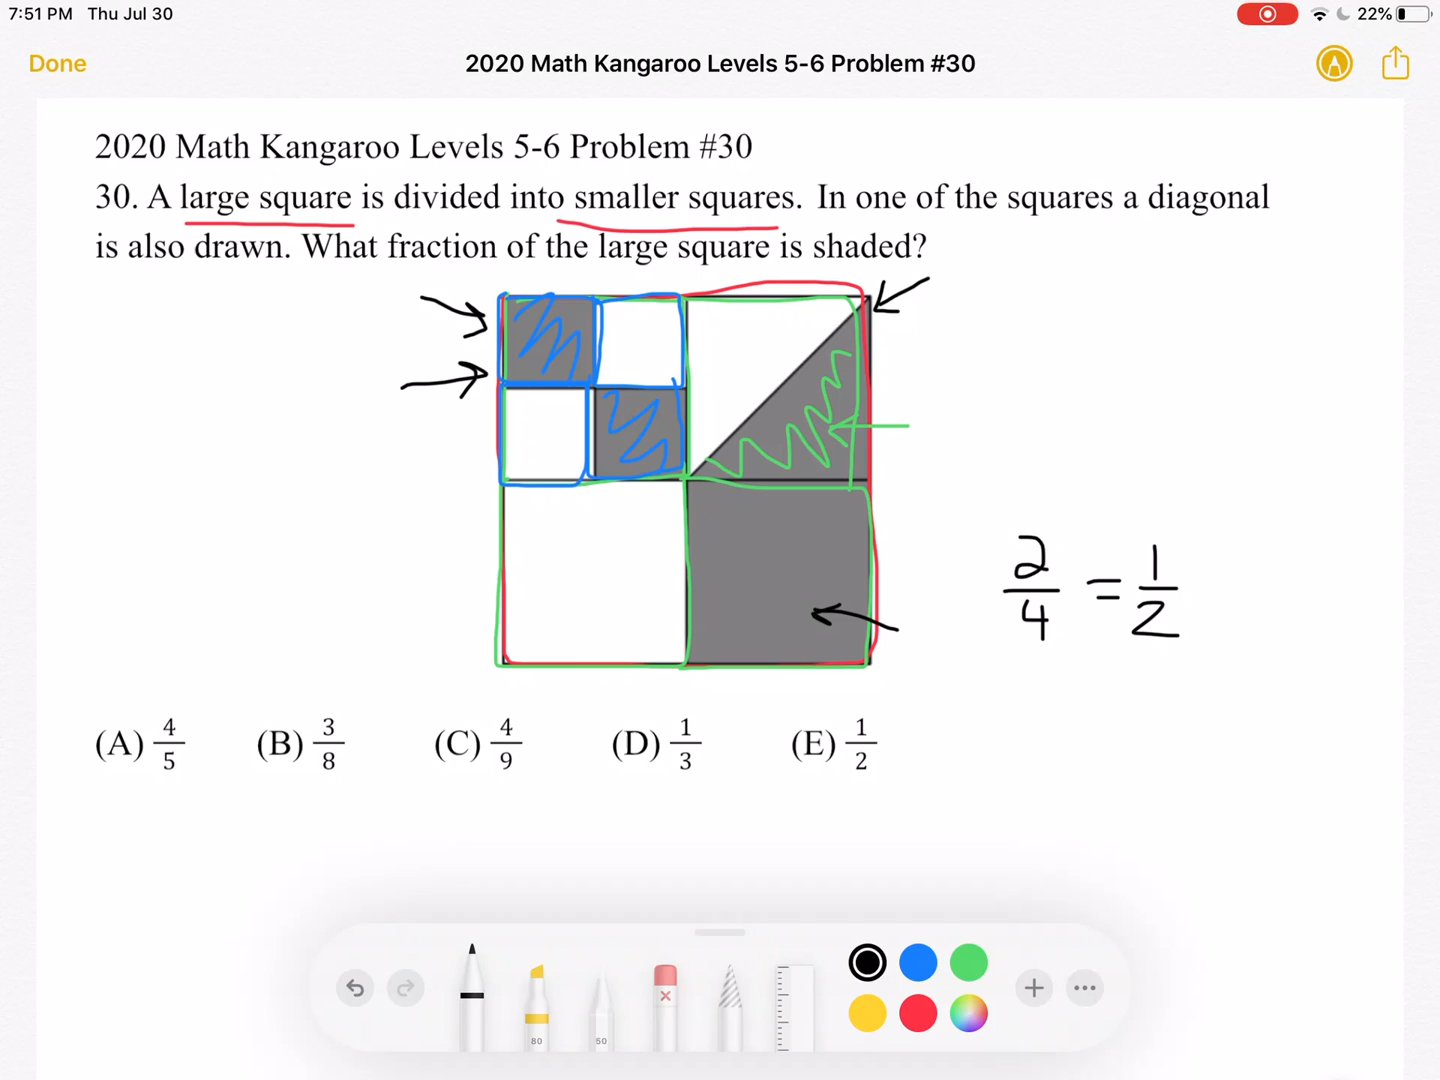 7:51 PM Thu Jul 30
22%
Done
2020 Math Kangaroo Levels 5-6 Problem #30
2020 Math Kangaroo Levels 5-6 Problem #30
30. A large square is divided into smaller squares. In one of the squares a diagonal
is also drawn. What fraction of the large square is shaded?
2/4 = 1/2
(A) 4/5 (B) 3/8 (C) 4/9 (D) 1/3 (E) 1/2
80 50